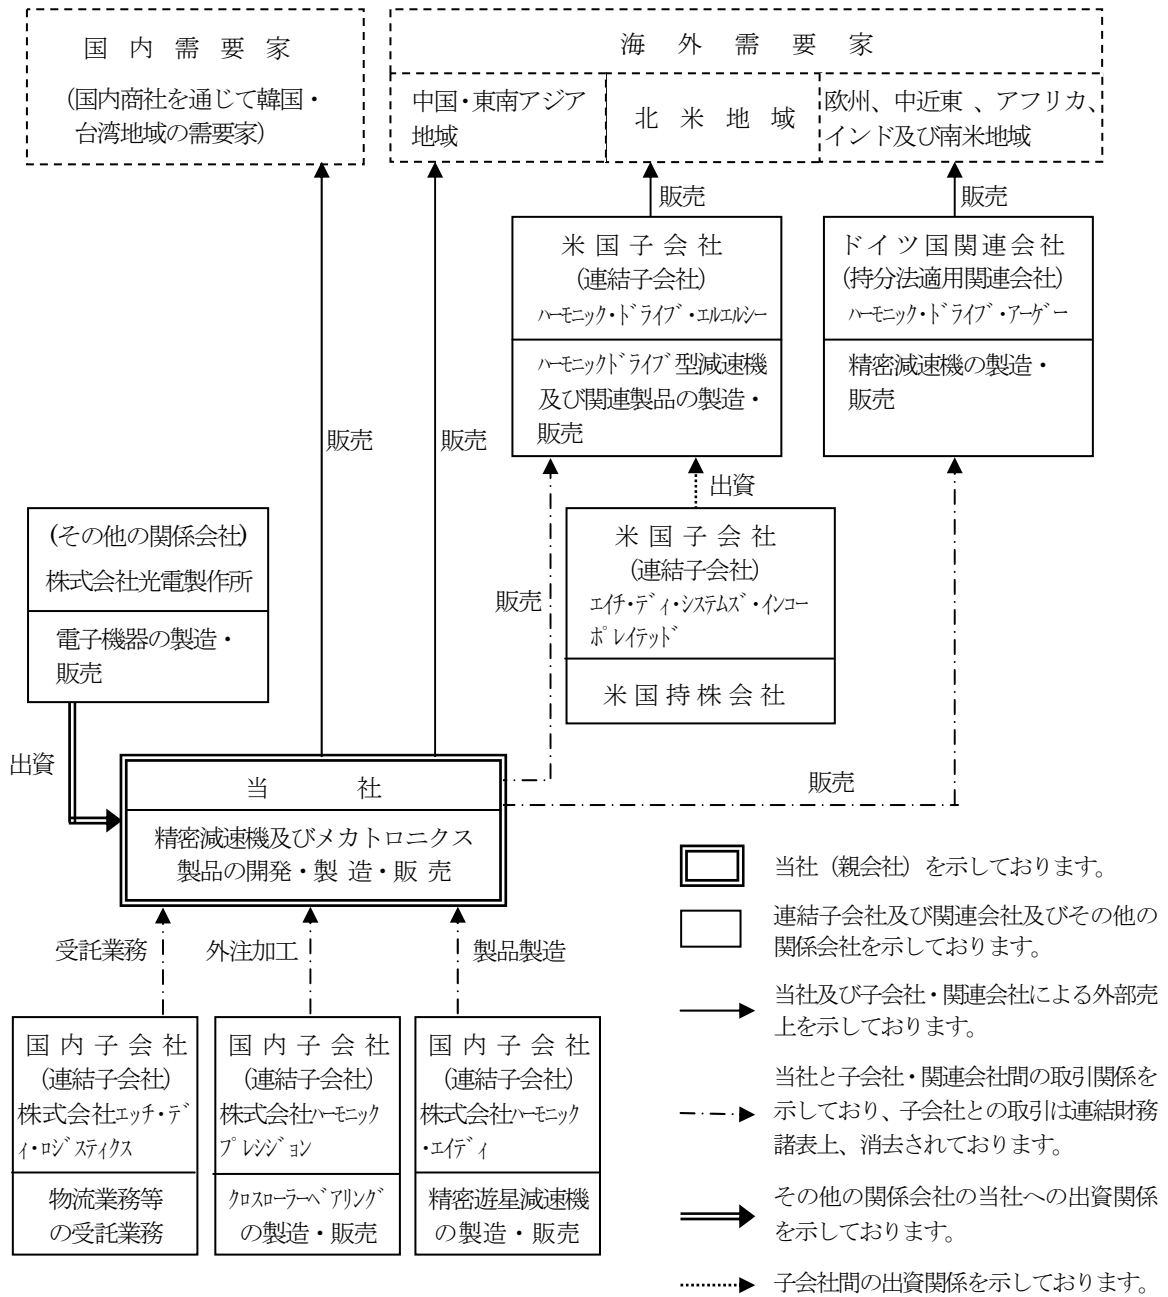 国内需要家
(国内商社を通じて韓国・
台湾地域の需要家)
海外需要家
中国・東南アジア
地域
北米地域
欧州、中近東、アフリカ、
インド及び南米地域
販売
販売
米国子会社
(連結子会社)
ﾊｰﾓﾆｯｸ・ﾄﾞﾗｲﾌﾞ・ｴﾙｴﾙｼｰ
ﾊｰﾓﾆｯｸﾄﾞﾗｲﾌﾞ型減速機
及び関連製品の製造・
販売
ドイツ国関連会社
(持分法適用関連会社)
ﾊｰﾓﾆｯｸ・ﾄﾞﾗｲﾌﾞ・ｱｰｹﾞｰ
精密減速機の製造・
販売
販売
販売
出資
(その他の関係会社)
株式会社光電製作所
電子機器の製造・
販売
米国子会社
(連結子会社)
ｴｲﾁ・ﾃﾞｨ・ｼｽﾃﾑｽﾞ・ｲﾝｺｰ
ﾎﾟﾚｲﾃｯﾄﾞ
米国持株会社
販売
出資
販売
当社
精密減速機及びメカトロニクス
製品の開発・製造・販売
受託業務
外注加工
製品製造
国内子会社
(連結子会社)
株式会社ｴｯﾁ・ﾃﾞ
ｨ・ﾛｼﾞｽﾃｨｸｽ
物流業務等
の受託業務
国内子会社
(連結子会社)
株式会社ﾊｰﾓﾆｯｸ
ﾌﾟﾚｼｼﾞｮﾝ
ｸﾛｽﾛｰﾗｰﾍﾞｱﾘﾝｸﾞ
の製造・販売
国内子会社
(連結子会社)
株式会社ﾊｰﾓﾆｯｸ
・ｴｲﾃﾞｨ
精密遊星減速機
の製造・販売
当社(親会社)を示しております。
連結子会社及び関連会社及びその他の
関係会社を示しております。
当社及び子会社・関連会社による外部売
上を示しております。
当社と子会社・関連会社間の取引関係を
示しており、子会社との取引は連結財務
諸表上、消去されております。
その他の関係会社の当社への出資関係
を示しております。
子会社間の出資関係を示しております。